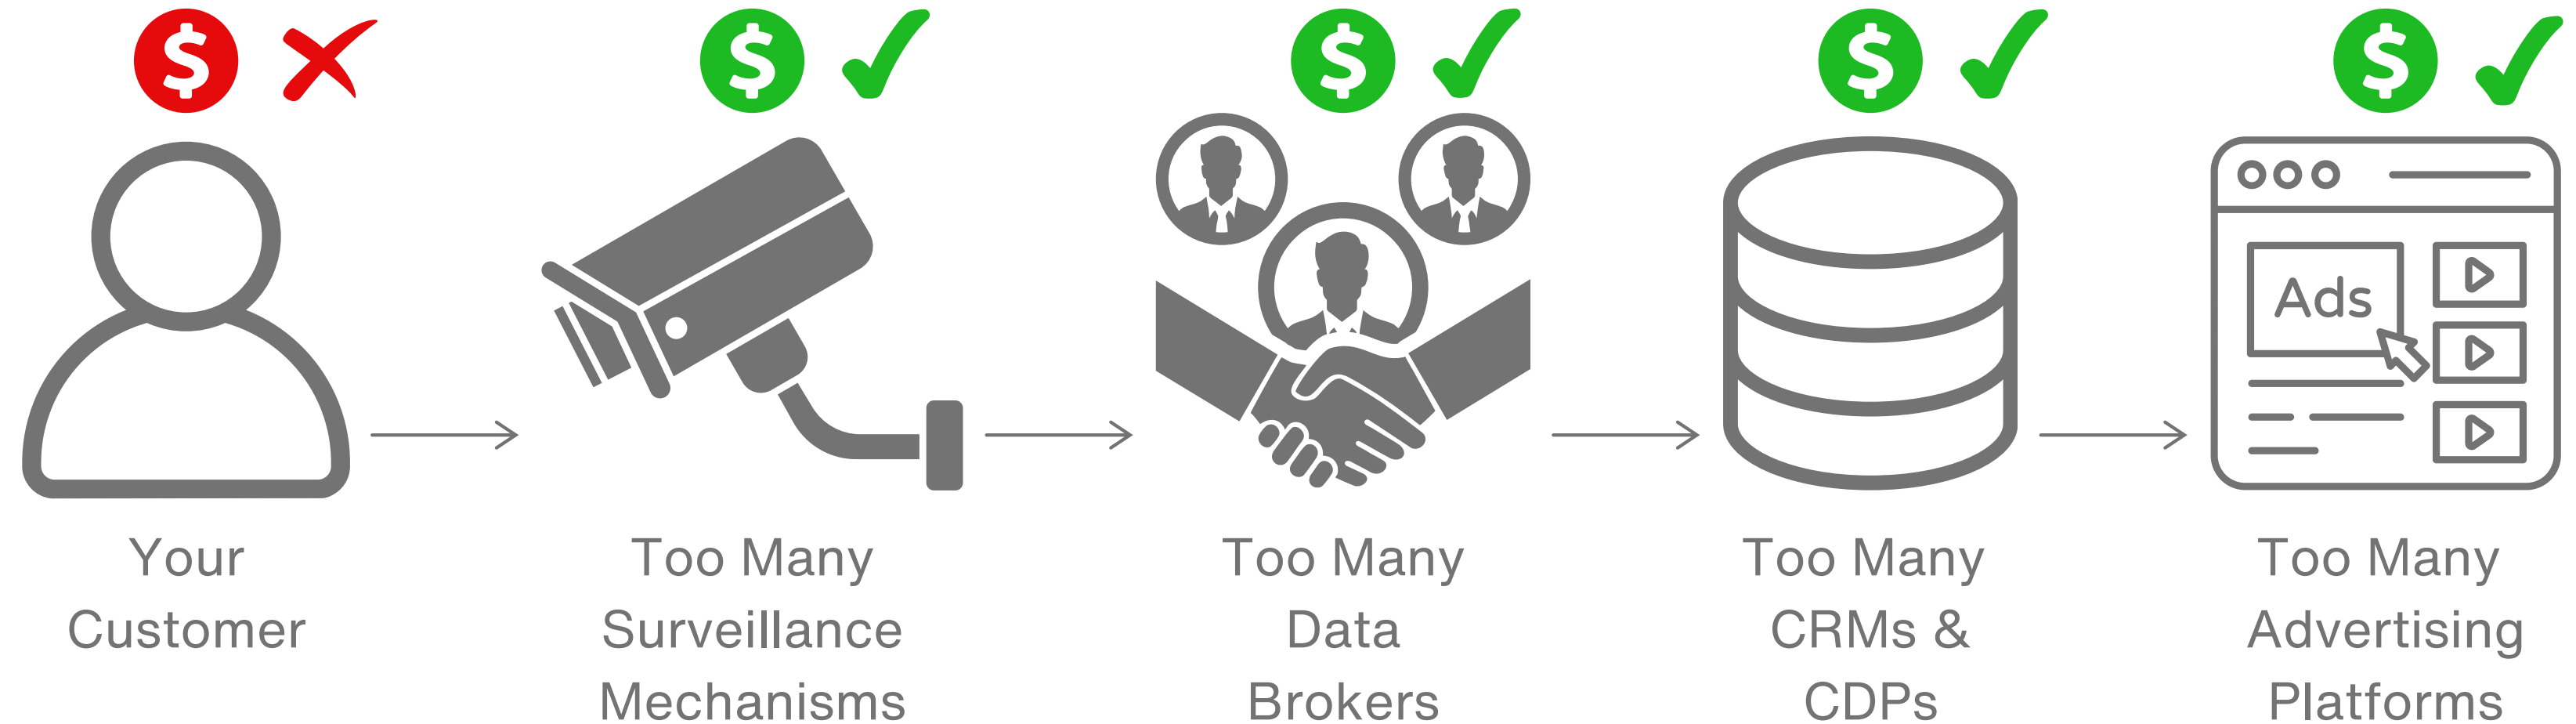 $
$
$
$
$
Ads
Your
Customer
Too Many
Surveillance
Mechanisms
Too Many
Data
Brokers
Too Many
CRMs &
CDPs
Too Many
Advertising
Platforms